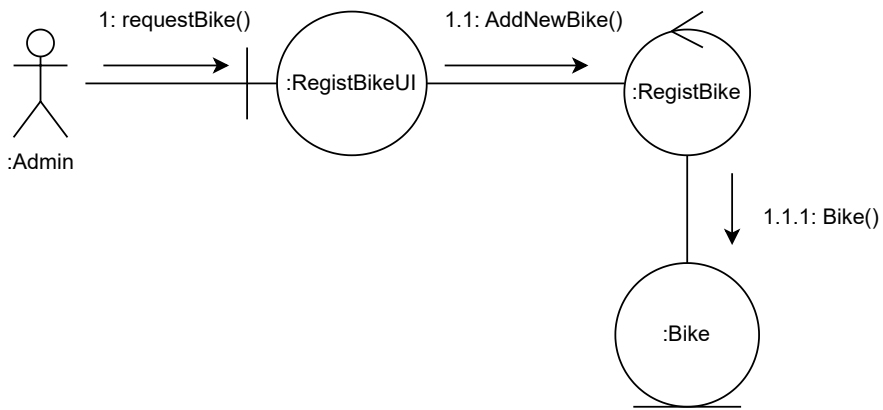 1: requestBike()
1.1: AddNewBike()
:RegistBikeUI
:RegistBike
:Admin
1.1.1: Bike()
:Bike